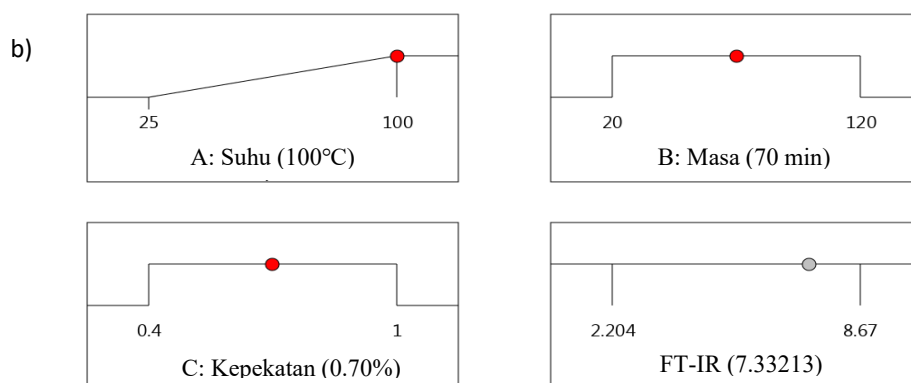 b)
25 100
A: Suhu (100℃)
20 120
B: Masa (70 min)
0.4 1
C: Kepekatan (0.70%)
2.204 8.67
FT-IR (7.33213)